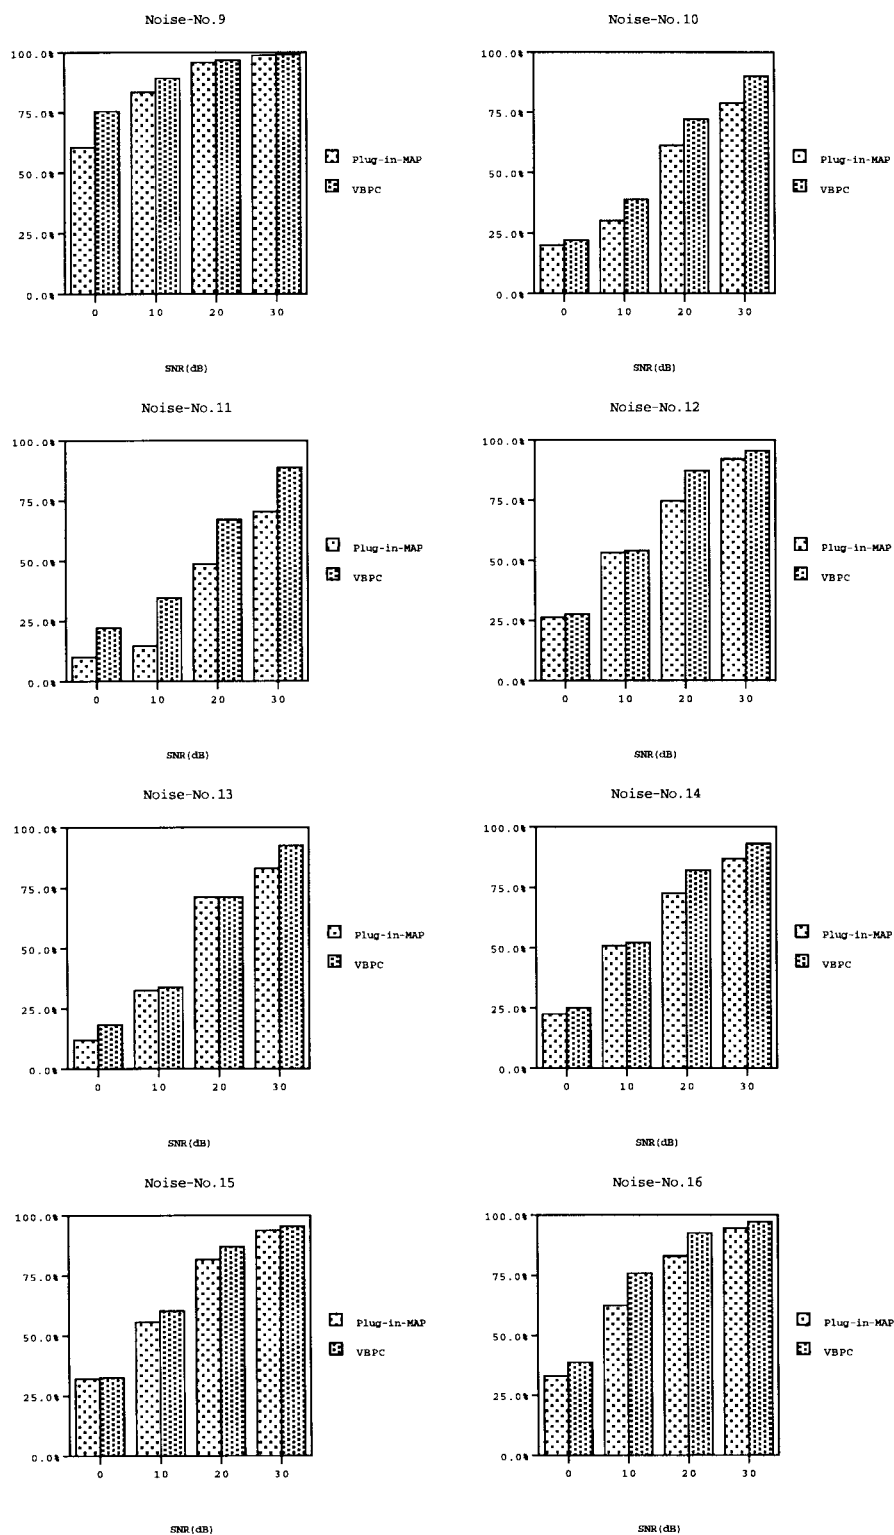 Noise-No.9
100.0%
75.0%
50.0%
25.0%
0.0%
0 10 20 30
SNR(dB)
Plug-in-MAP
VBPC
Noise-No.10
100.0%
75.0%
50.0%
25.0%
0.0%
0 10 20 30
SNR(dB)
Plug-in-MAP
VBPC
Noise-No.11
100.0%
75.0%
50.0%
25.0%
0.0%
0 10 20 30
SNR(dB)
Plug-in-MAP
VBPC
Noise-No.12
100.0%
75.0%
50.0%
25.0%
0.0%
0 10 20 30
SNR(dB)
Plug-in-MAP
VBPC
Noise-No.13
100.0%
75.0%
50.0%
25.0%
0.0%
0 10 20 30
SNR(dB)
Plug-in-MAP
VBPC
Noise-No.14
100.0%
75.0%
50.0%
25.0%
0.0%
0 10 20 30
SNR(dB)
Plug-in-MAP
VBPC
Noise-No.15
100.0%
75.0%
50.0%
25.0%
0.0%
0 10 20 30
SNR(dB)
Plug-in-MAP
VBPC
Noise-No.16
100.0%
75.0%
50.0%
25.0%
0.0%
0 10 20 30
SNR(dB)
Plug-in-MAP
VBPC